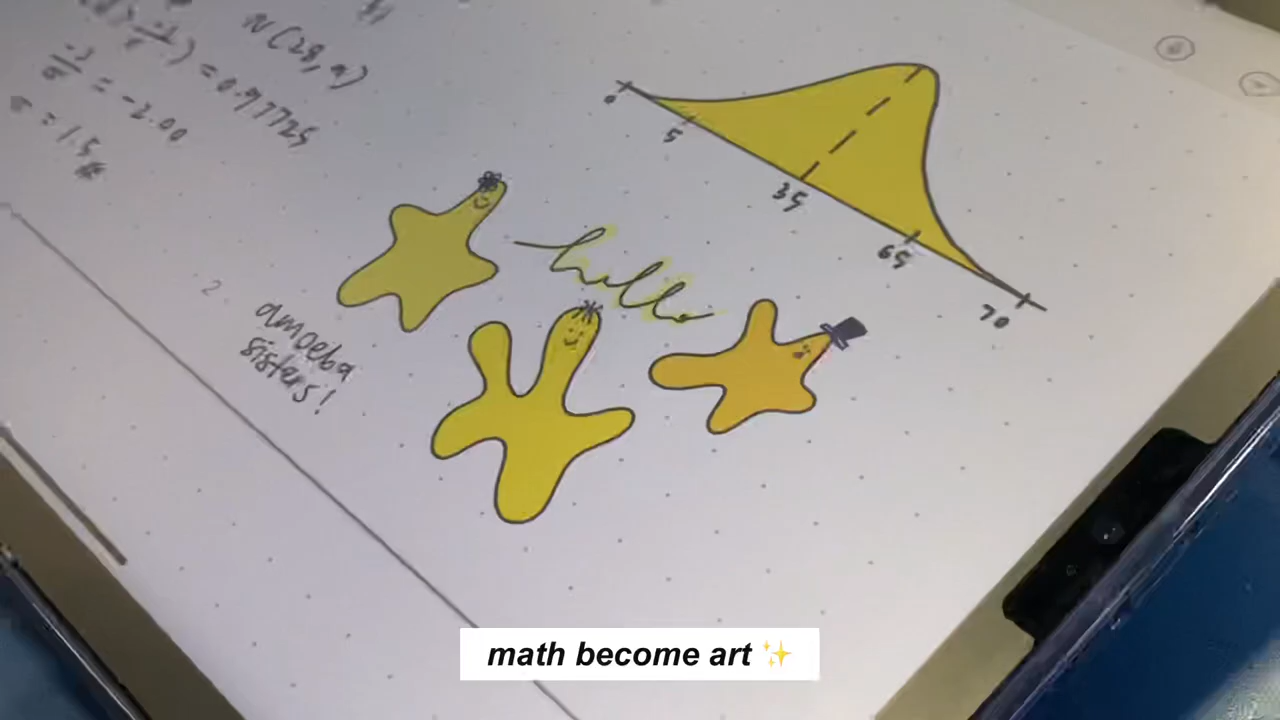 N(28, 9)
= 0.97725
= -2.00
= 1.5
0
5
35
65
70
hello
2
amoeba
sisters!
math become art ✨